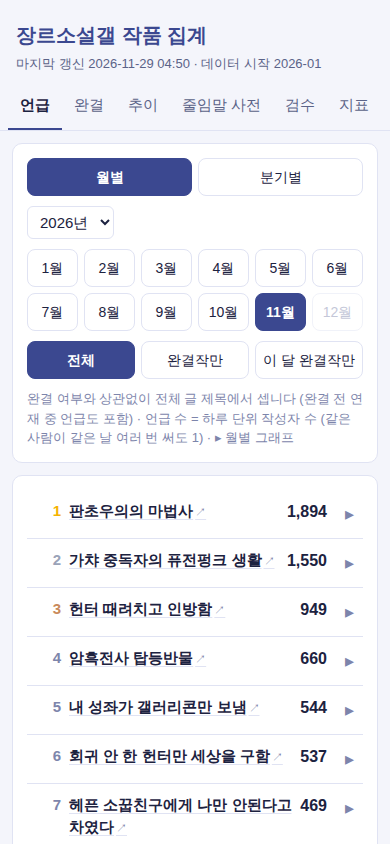 장르소설갤 작품 집계
마지막 갱신 2026-11-29 04:50 · 데이터 시작 2026-01
언급 완결 추이 줄임말 사전 검수 지표
월별 분기별
2026년
1월 2월 3월 4월 5월 6월
7월 8월 9월 10월 11월 12월
전체 완결작만 이 달 완결작만
완결 여부와 상관없이 전체 글 제목에서 셉니다 (완결 전 연
재 중 언급도 포함) · 언급 수 = 하루 단위 작성자 수 (같은
사람이 같은 날 여러 번 써도 1) · ▸ 월별 그래프
1 판초우의의 마법사 ↗ 1,894 ▶
2 가챠 중독자의 퓨전펑크 생활 ↗ 1,550 ▶
3 헌터 때려치고 인방함 ↗ 949 ▶
4 암흑전사 탑등반물 ↗ 660 ▶
5 내 성좌가 갤러리콘만 보냄 ↗ 544 ▶
6 회귀 안 한 헌터만 세상을 구함 ↗ 537 ▶
7 헤픈 소꿉친구에게 나만 안된다고 469 ▶
차였다 ↗